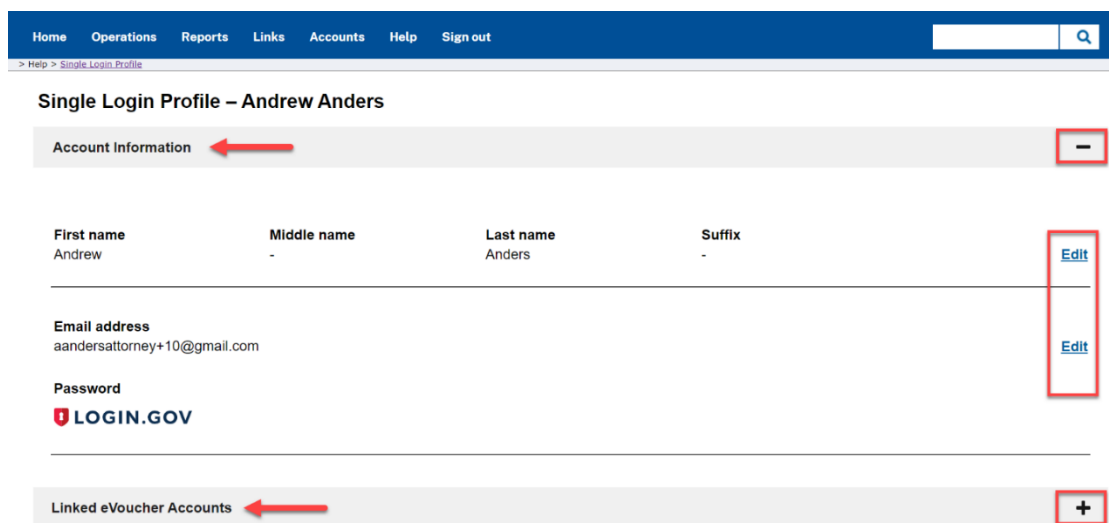 Home Operations Reports Links Accounts Help Sign out
> Help > Single Login Profile
Single Login Profile – Andrew Anders
Account Information
First name Middle name Last name Suffix
Andrew - Anders - Edit
Email address
aandersattorney+10@gmail.com Edit
Password
LOGIN.GOV
Linked eVoucher Accounts